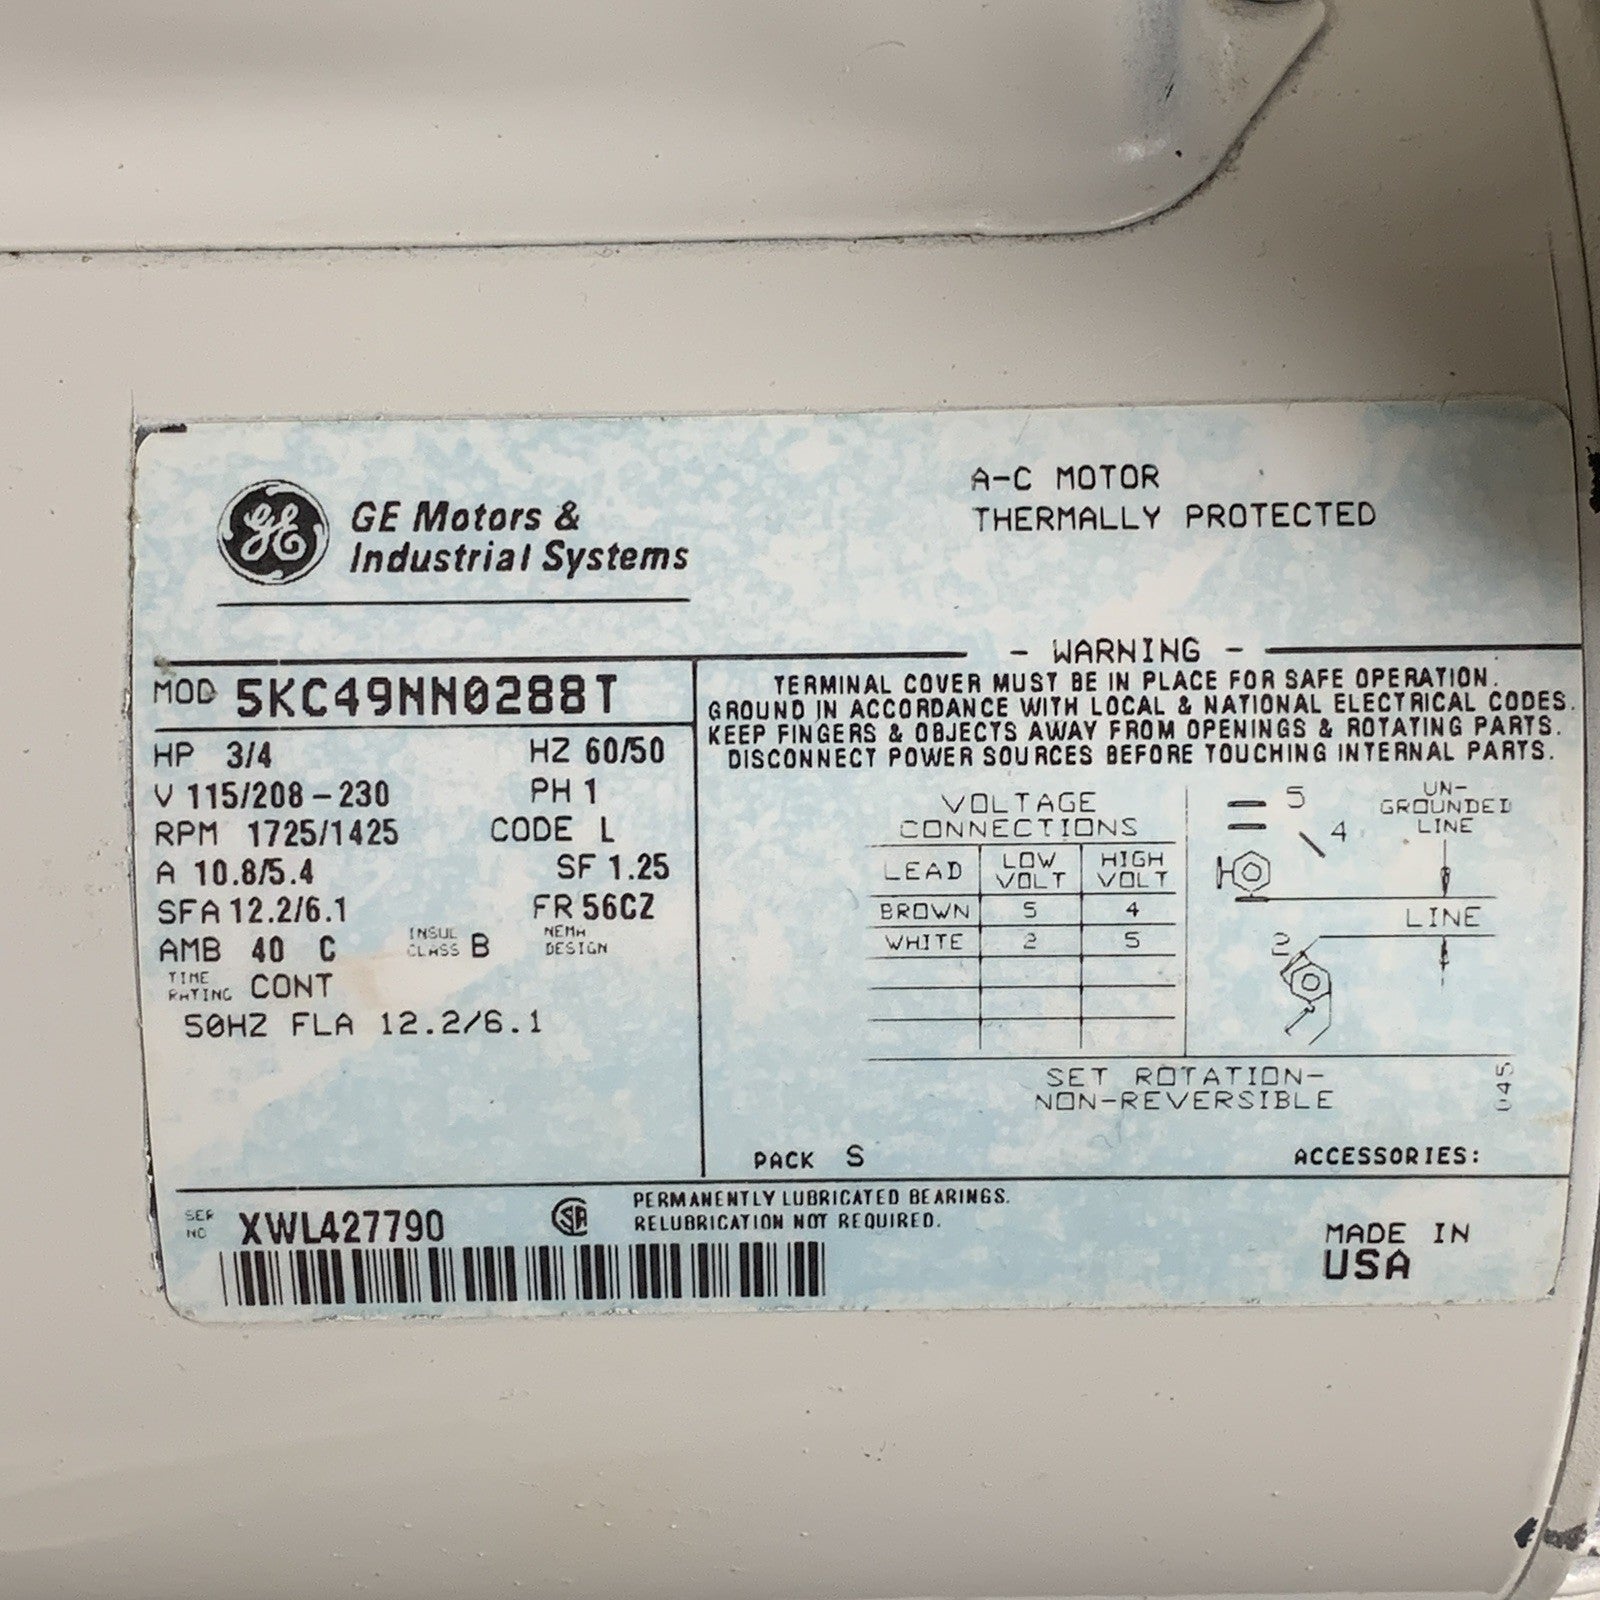 GE
GE Motors &
Industrial Systems
A-C MOTOR
THERMALLY PROTECTED
- WARNING -
TERMINAL COVER MUST BE IN PLACE FOR SAFE OPERATION.
GROUND IN ACCORDANCE WITH LOCAL & NATIONAL ELECTRICAL CODES.
KEEP FINGERS & OBJECTS AWAY FROM OPENINGS & ROTATING PARTS.
DISCONNECT POWER SOURCES BEFORE TOUCHING INTERNAL PARTS.
MOD 5KC49NN0288T
HP 3/4 HZ 60/50
V 115/208-230 PH 1
RPM 1725/1425 CODE L
A 10.8/5.4 SF 1.25
SFA 12.2/6.1 FR 56CZ
AMB 40 C INSUL CLASS B NEMA DESIGN
TIME RATING CONT
50HZ FLA 12.2/6.1
VOLTAGE
CONNECTIONS
LEAD LOW VOLT HIGH VOLT
BROWN 5 4
WHITE 2 5
5
4
UN-
GROUNDED
LINE
LINE
2
SET ROTATION-
NON-REVERSIBLE
045
PACK S
ACCESSORIES:
SER NO XWL427790
SA
PERMANENTLY LUBRICATED BEARINGS.
RELUBRICATION NOT REQUIRED.
MADE IN
USA